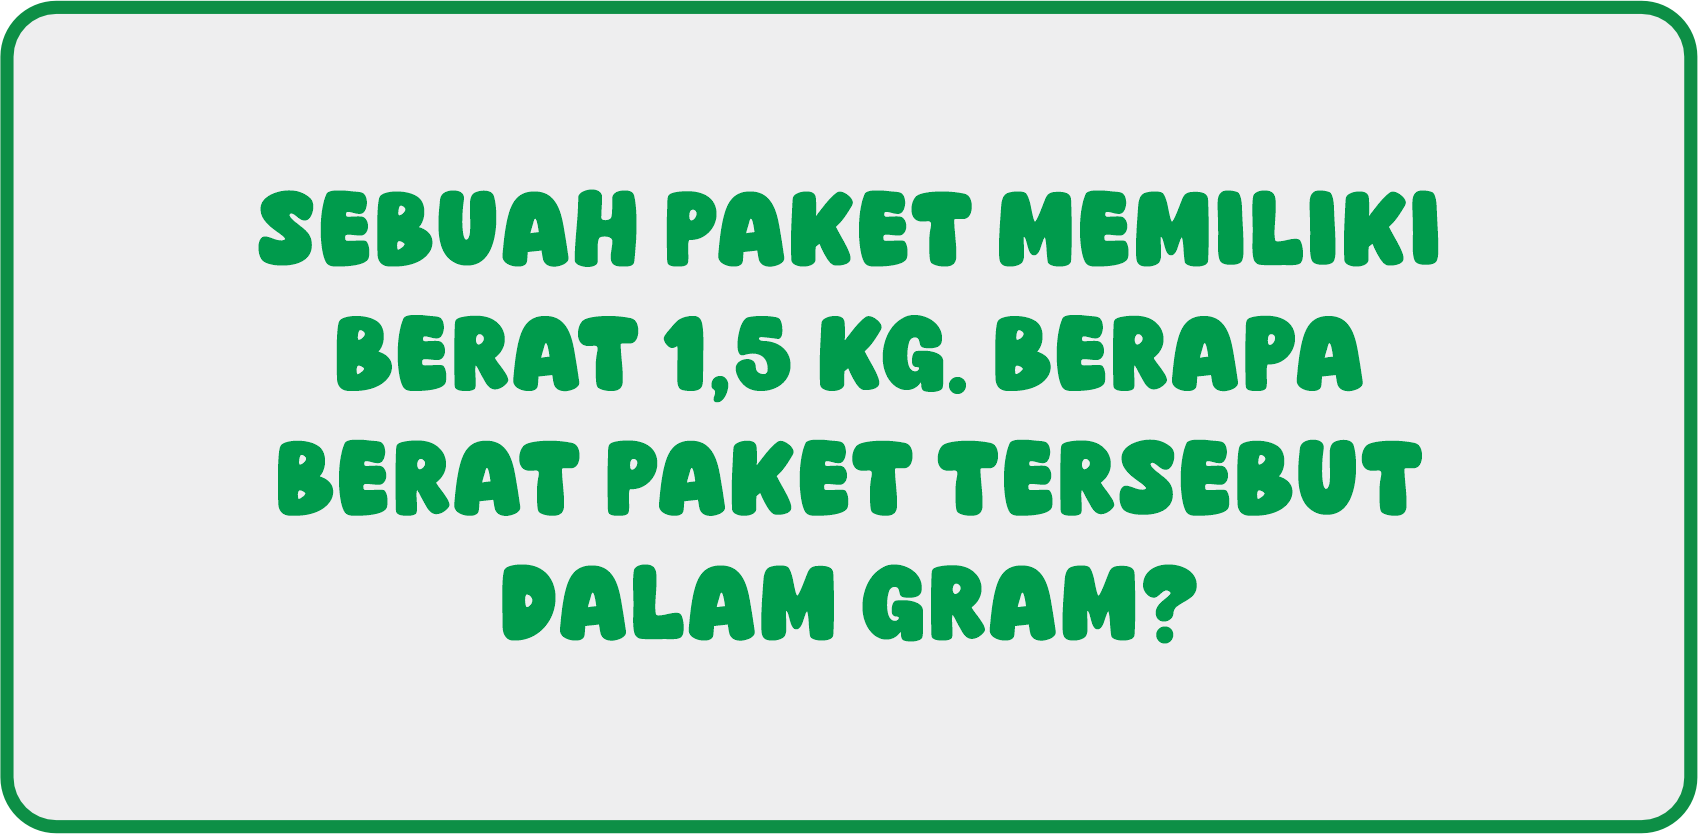 SEBUAH PAKET MEMILIKI
BERAT 1,5 KG. BERAPA
BERAT PAKET TERSEBUT
DALAM GRAM?